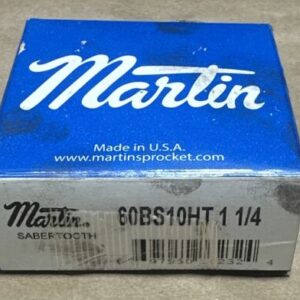 Martin
Made in U.S.A.
www.martinsprocket.com
Martin
SABERTOOTH
60BS10HT 1 1/4